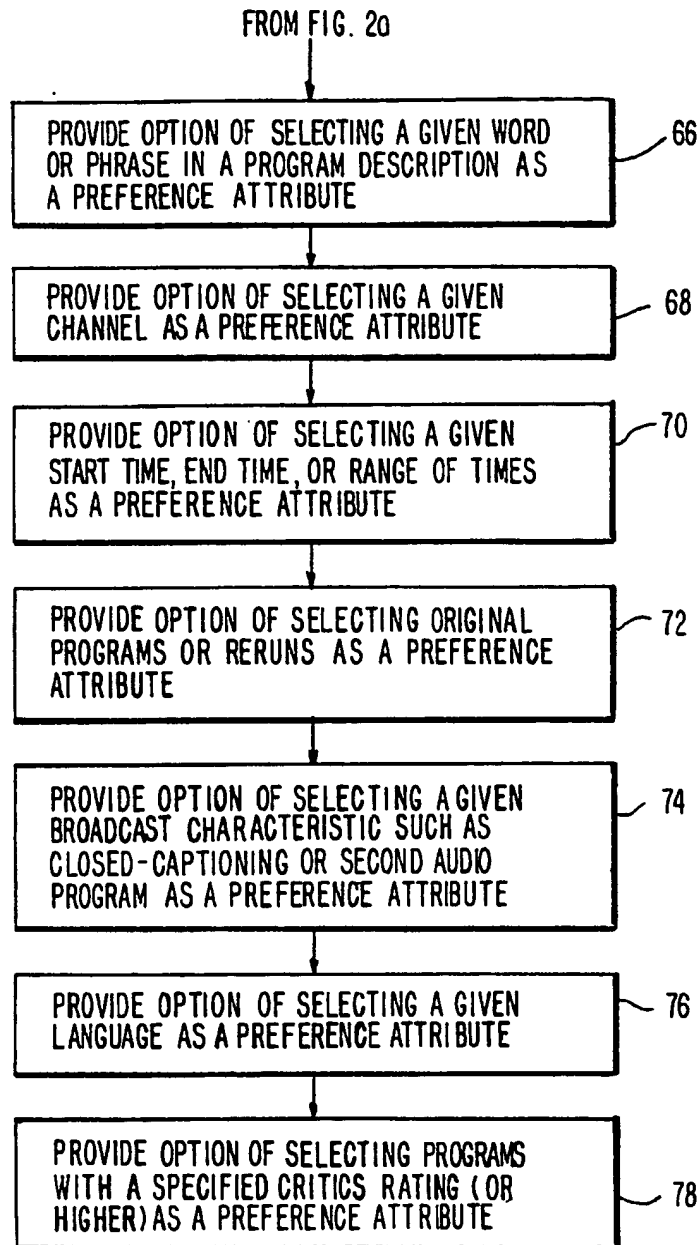 FROM FIG. 2a
PROVIDE OPTION OF SELECTING A GIVEN WORD
OR PHRASE IN A PROGRAM DESCRIPTION AS
A PREFERENCE ATTRIBUTE
66
PROVIDE OPTION OF SELECTING A GIVEN
CHANNEL AS A PREFERENCE ATTRIBUTE
68
PROVIDE OPTION OF SELECTING A GIVEN
START TIME, END TIME, OR RANGE OF TIMES
AS A PREFERENCE ATTRIBUTE
70
PROVIDE OPTION OF SELECTING ORIGINAL
PROGRAMS OR RERUNS AS A PREFERENCE
ATTRIBUTE
72
PROVIDE OPTION OF SELECTING A GIVEN
BROADCAST CHARACTERISTIC SUCH AS
CLOSED-CAPTIONING OR SECOND AUDIO
PROGRAM AS A PREFERENCE ATTRIBUTE
74
PROVIDE OPTION OF SELECTING A GIVEN
LANGUAGE AS A PREFERENCE ATTRIBUTE
76
PROVIDE OPTION OF SELECTING PROGRAMS
WITH A SPECIFIED CRITICS RATING (OR
HIGHER) AS A PREFERENCE ATTRIBUTE
78